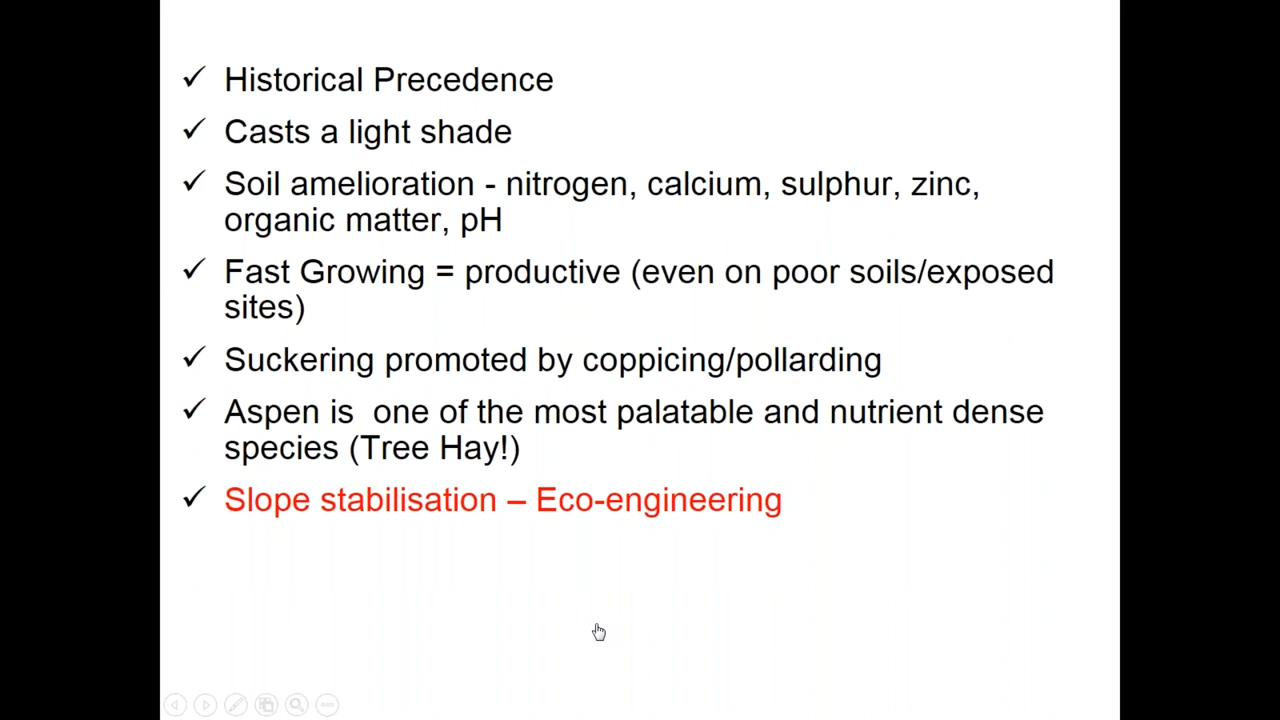 ✓ Historical Precedence
✓ Casts a light shade
✓ Soil amelioration - nitrogen, calcium, sulphur, zinc,
organic matter, pH
✓ Fast Growing = productive (even on poor soils/exposed
sites)
✓ Suckering promoted by coppicing/pollarding
✓ Aspen is  one of the most palatable and nutrient dense
species (Tree Hay!)
✓ Slope stabilisation – Eco-engineering